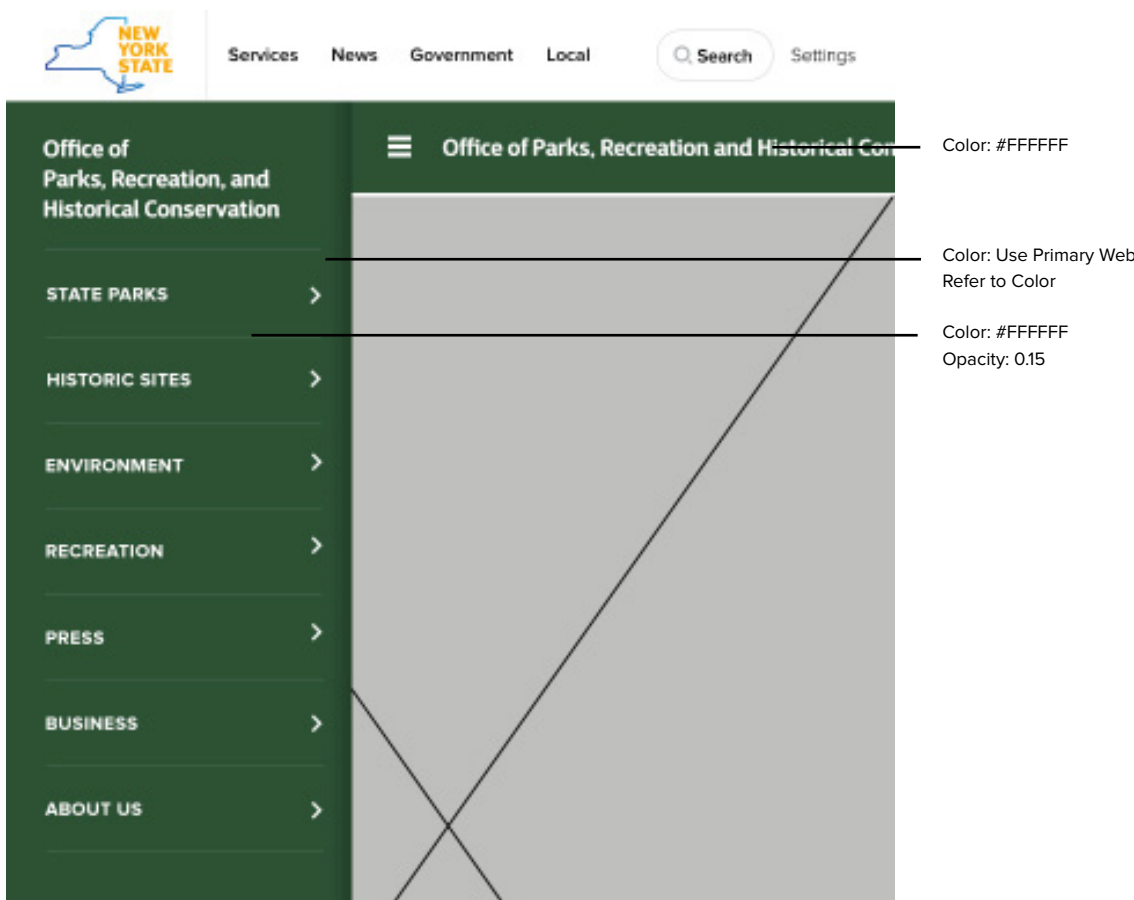 NEW
YORK
STATE
Services News Government Local Search Settings
Office of
Parks, Recreation, and
Historical Conservation
Office of Parks, Recreation and Historical Con
Color: #FFFFFF
Color: Use Primary Web
Refer to Color
STATE PARKS
Color: #FFFFFF
Opacity: 0.15
HISTORIC SITES
ENVIRONMENT
RECREATION
PRESS
BUSINESS
ABOUT US